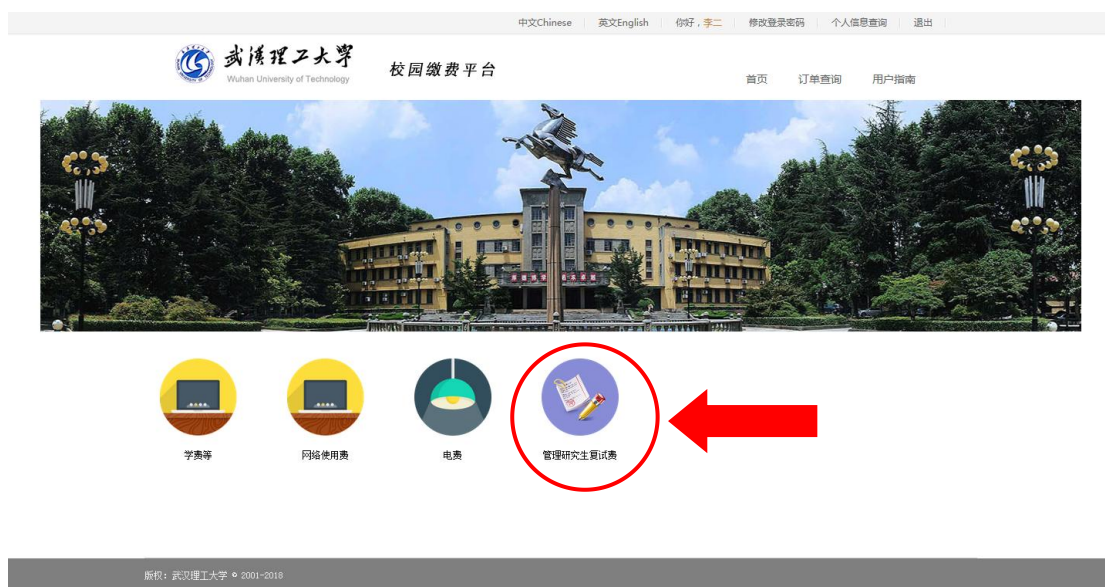 中文Chinese 英文English 你好，李二 修改登录密码 个人信息查询 退出
武汉理工大学
Wuhan University of Technology
校园缴费平台
首页 订单查询 用户指南
学费等 网络使用费 电费 管理研究生复试费
版权：武汉理工大学 © 2001-2018